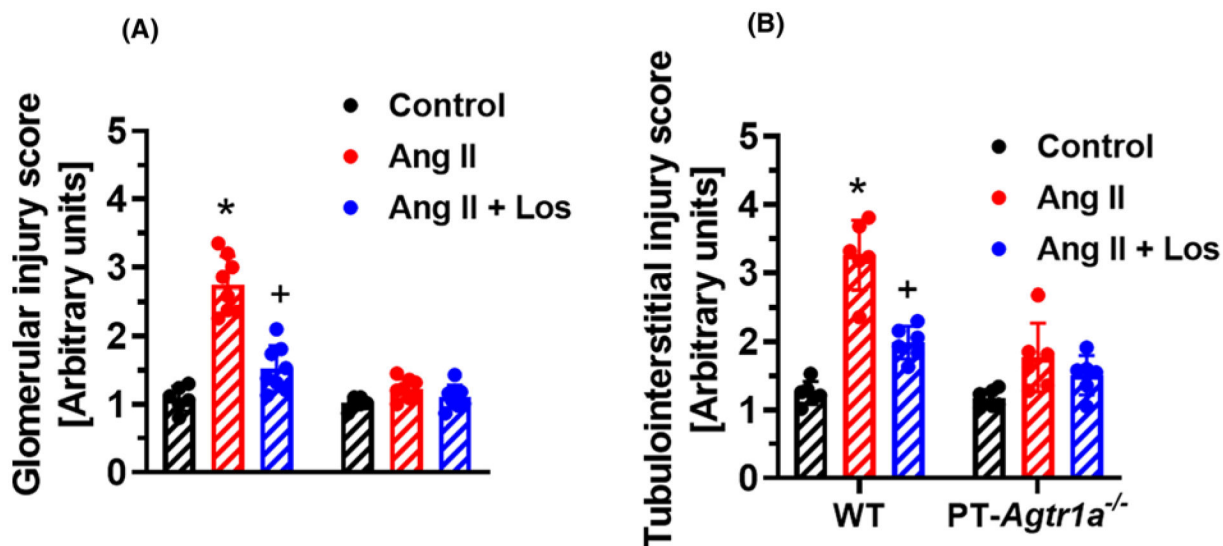 (A)
Glomerular injury score
[Arbitrary units]
5
4
3
2
1
0
Control
Ang II
Ang II + Los
*
+
(B)
Tubulointerstitial injury score
[Arbitrary units]
5
4
3
2
1
0
Control
Ang II
Ang II + Los
*
+
WT
PT-Agtr1a-/-